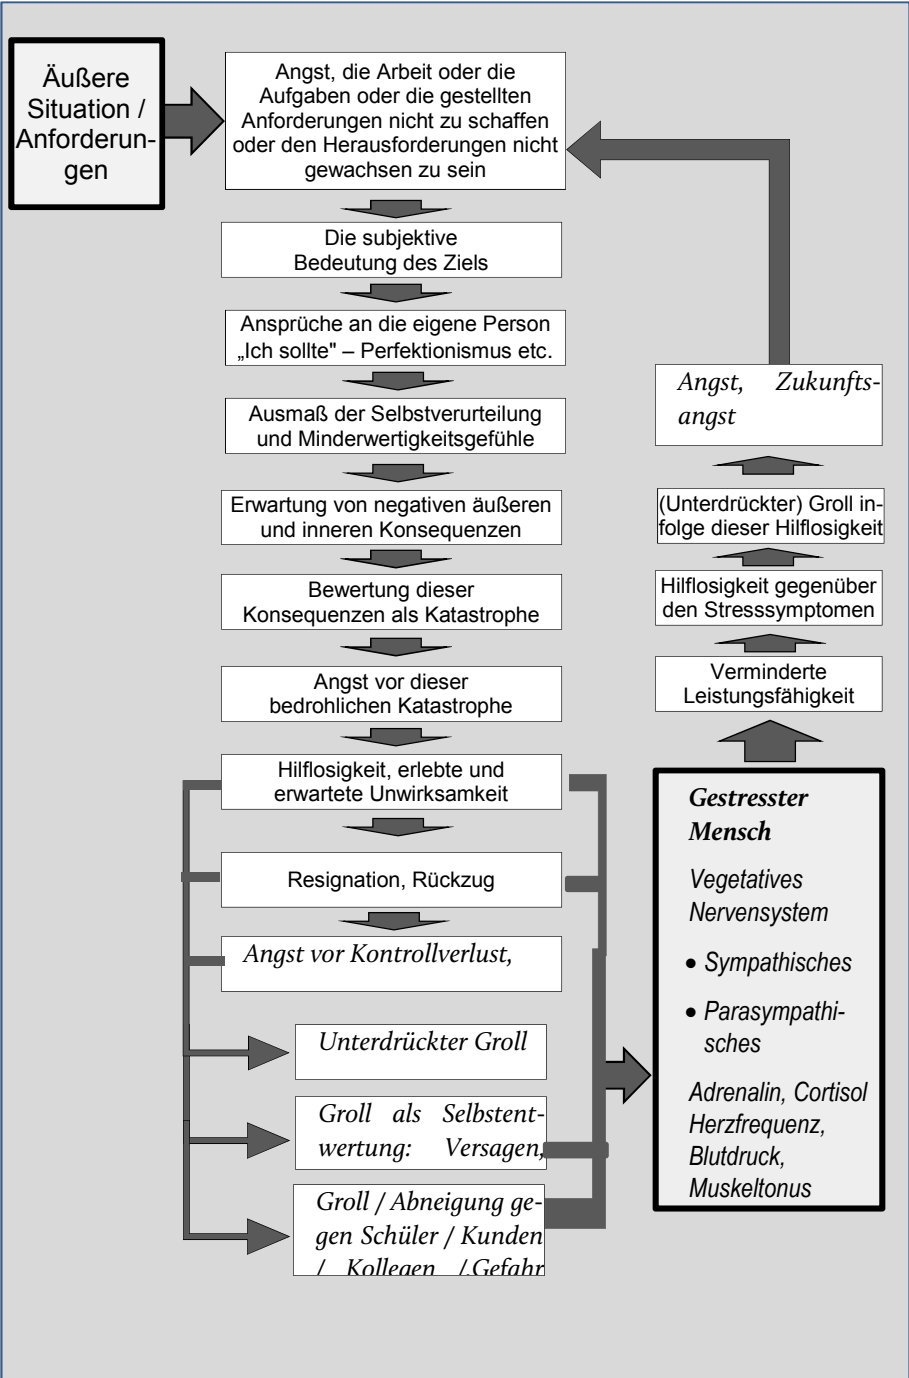 Äußere
Situation /
Anforderun-
gen
Angst, die Arbeit oder die
Aufgaben oder die gestellten
Anforderungen nicht zu schaffen
oder den Herausforderungen nicht
gewachsen zu sein
Die subjektive
Bedeutung des Ziels
Ansprüche an die eigene Person
„Ich sollte" – Perfektionismus etc.
Ausmaß der Selbstverurteilung
und Minderwertigkeitsgefühle
Erwartung von negativen äußeren
und inneren Konsequenzen
Bewertung dieser
Konsequenzen als Katastrophe
Angst vor dieser
bedrohlichen Katastrophe
Hilflosigkeit, erlebte und
erwartete Unwirksamkeit
Resignation, Rückzug
Angst vor Kontrollverlust,
Unterdrückter Groll
Groll als Selbstent-
wertung: Versagen,
Groll / Abneigung ge-
gen Schüler / Kunden
/ Kollegen / Gefahr
Gestresster
Mensch
Vegetatives
Nervensystem
• Sympathisches
• Parasympathi-
sches
Adrenalin, Cortisol
Herzfrequenz,
Blutdruck,
Muskeltonus
Verminderte
Leistungsfähigkeit
Hilflosigkeit gegenüber
den Stresssymptomen
(Unterdrückter) Groll in-
folge dieser Hilflosigkeit
Angst, Zukunfts-
angst